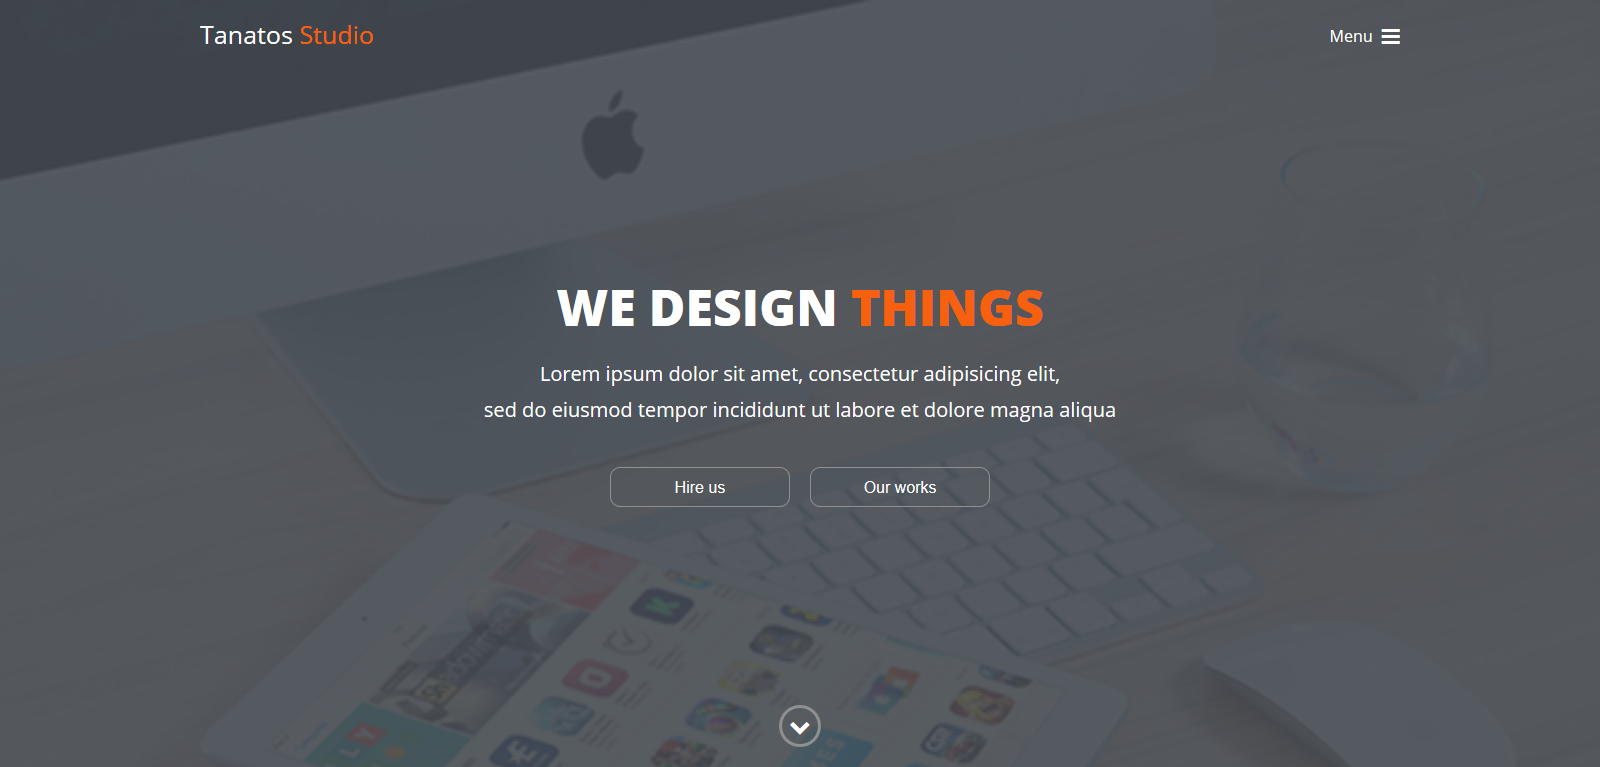 Tanatos Studio
Menu
WE DESIGN THINGS
Lorem ipsum dolor sit amet, consectetur adipisicing elit,
sed do eiusmod tempor incididunt ut labore et dolore magna aliqua
Hire us
Our works